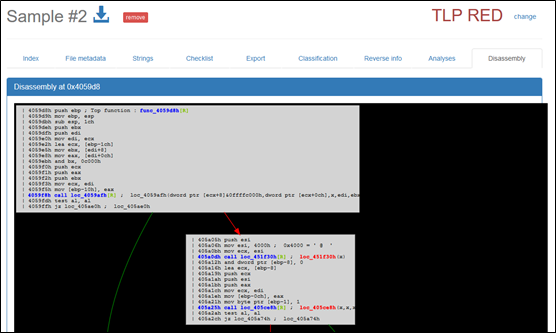 Sample #2 remove TLP RED change
Index File metadata Strings Checklist Export Classification Reverse info Analyses Disassembly
Disassembly at 0x4059d8
| 4059d8h push ebp ; Top function : func_4059d8h[R]
| 4059d9h mov ebp, esp
| 4059dbh sub esp, 1ch
| 4059deh push ebx
| 4059dfh push edi
| 4059e0h mov edi, ecx
| 4059e2h lea ecx, [ebp-1ch]
| 4059e5h mov ebx, [edi+8]
| 4059e8h mov eax, [edi+0ch]
| 4059ebh and bx, 0c000h
| 4059f0h push ecx
| 4059f1h push eax
| 4059f2h push ebx
| 4059f3h mov ecx, edi
| 4059f5h mov [ebp-10h], eax
| 4059f8h call loc_4059afh[R] ; loc_4059afh(dword ptr [ecx+8]&0ffffc000h,dword ptr [ecx+0ch],x,edi,ebx
| 4059fdh test al, al
| 4059ffh jz loc_405ae0h ; loc_405ae0h
| 405a05h push esi
| 405a06h mov esi, 4000h ; 0x4000 = ' @ '
| 405a0bh mov ecx, esi
| 405a0dh call loc_451f30h[R] ; loc_451f30h(x)
| 405a12h and dword ptr [ebp-8], 0
| 405a16h lea ecx, [ebp-8]
| 405a19h push ecx
| 405a1ah push esi
| 405a1bh push eax
| 405a1ch mov ecx, edi
| 405a1eh mov [ebp-0ch], eax
| 405a21h mov byte ptr [ebp-1], 1
| 405a25h call loc_405ce8h[R] ; loc_405ce8h(x,x,x
| 405a2ah test al, al
| 405a2ch jz loc_405a74h ; loc_405a74h